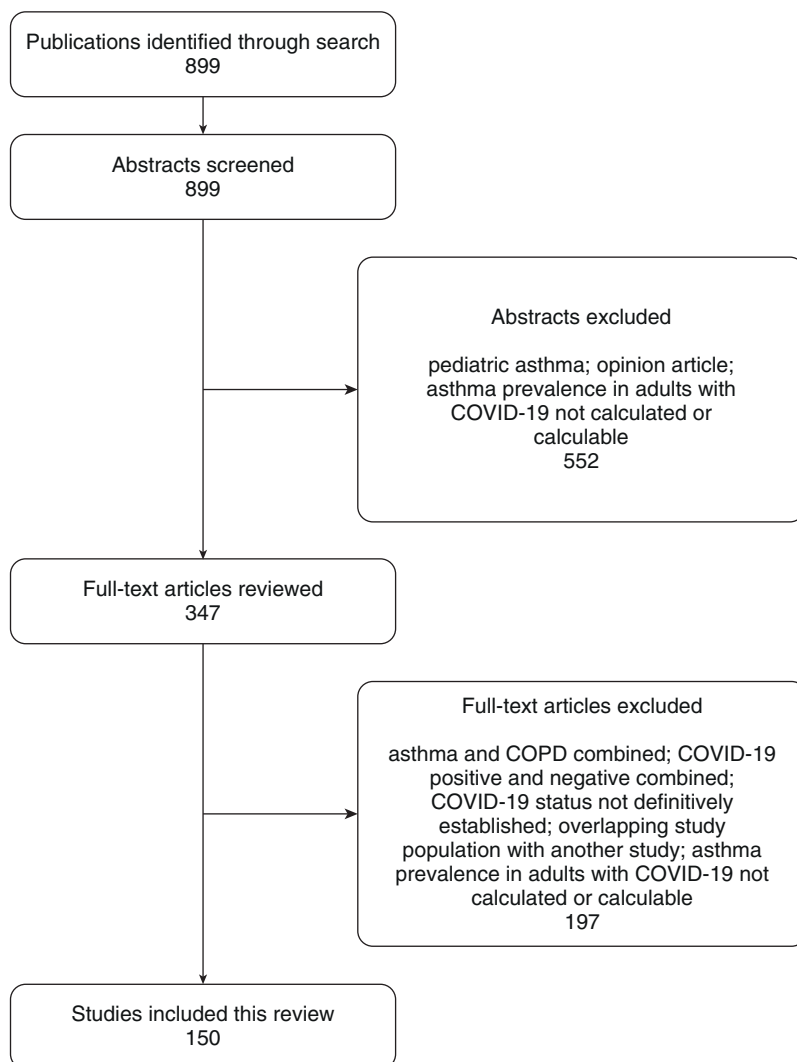 Publications identified through search
899
Abstracts screened
899
Abstracts excluded
pediatric asthma; opinion article;
asthma prevalence in adults with
COVID-19 not calculated or
calculable
552
Full-text articles reviewed
347
Full-text articles excluded
asthma and COPD combined; COVID-19
positive and negative combined;
COVID-19 status not definitively
established; overlapping study
population with another study; asthma
prevalence in adults with COVID-19 not
calculated or calculable
197
Studies included this review
150